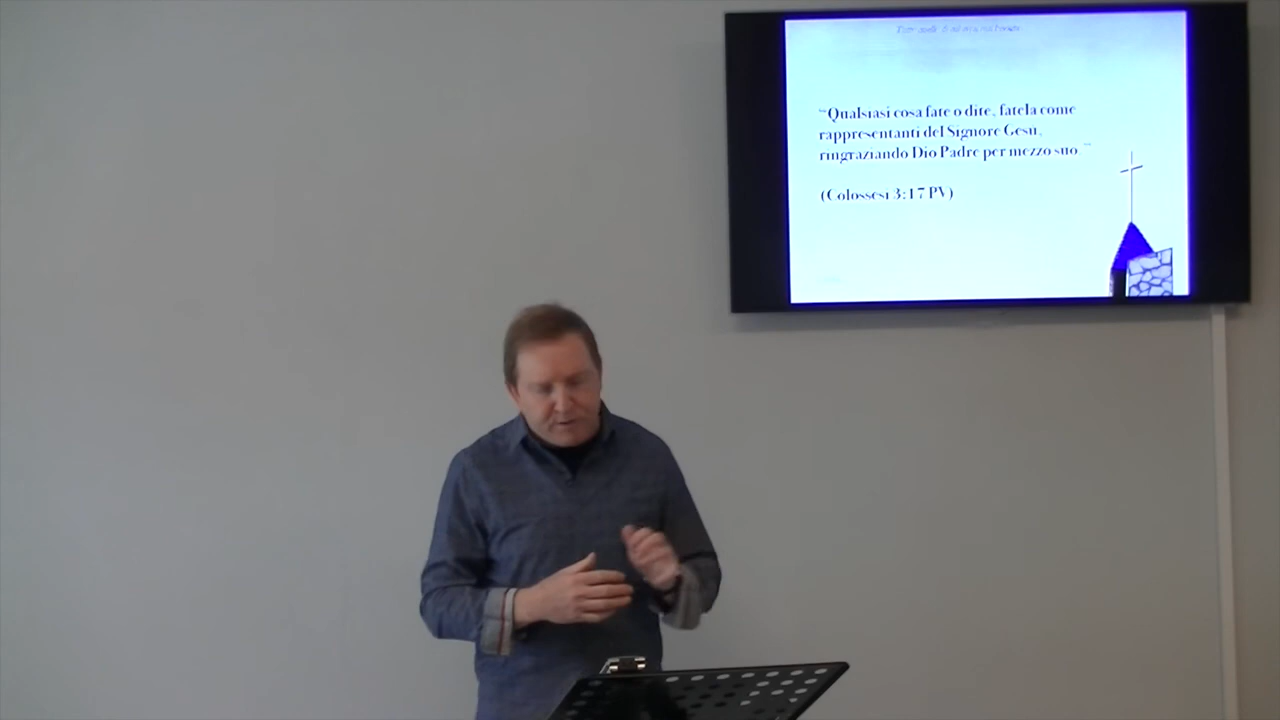 “Qualsiasi cosa fate o dite, fatela come
rappresentanti del Signore Gesu,
ringraziando Dio Padre per mezzo suo.”
(Colossesi 3:17 PV)